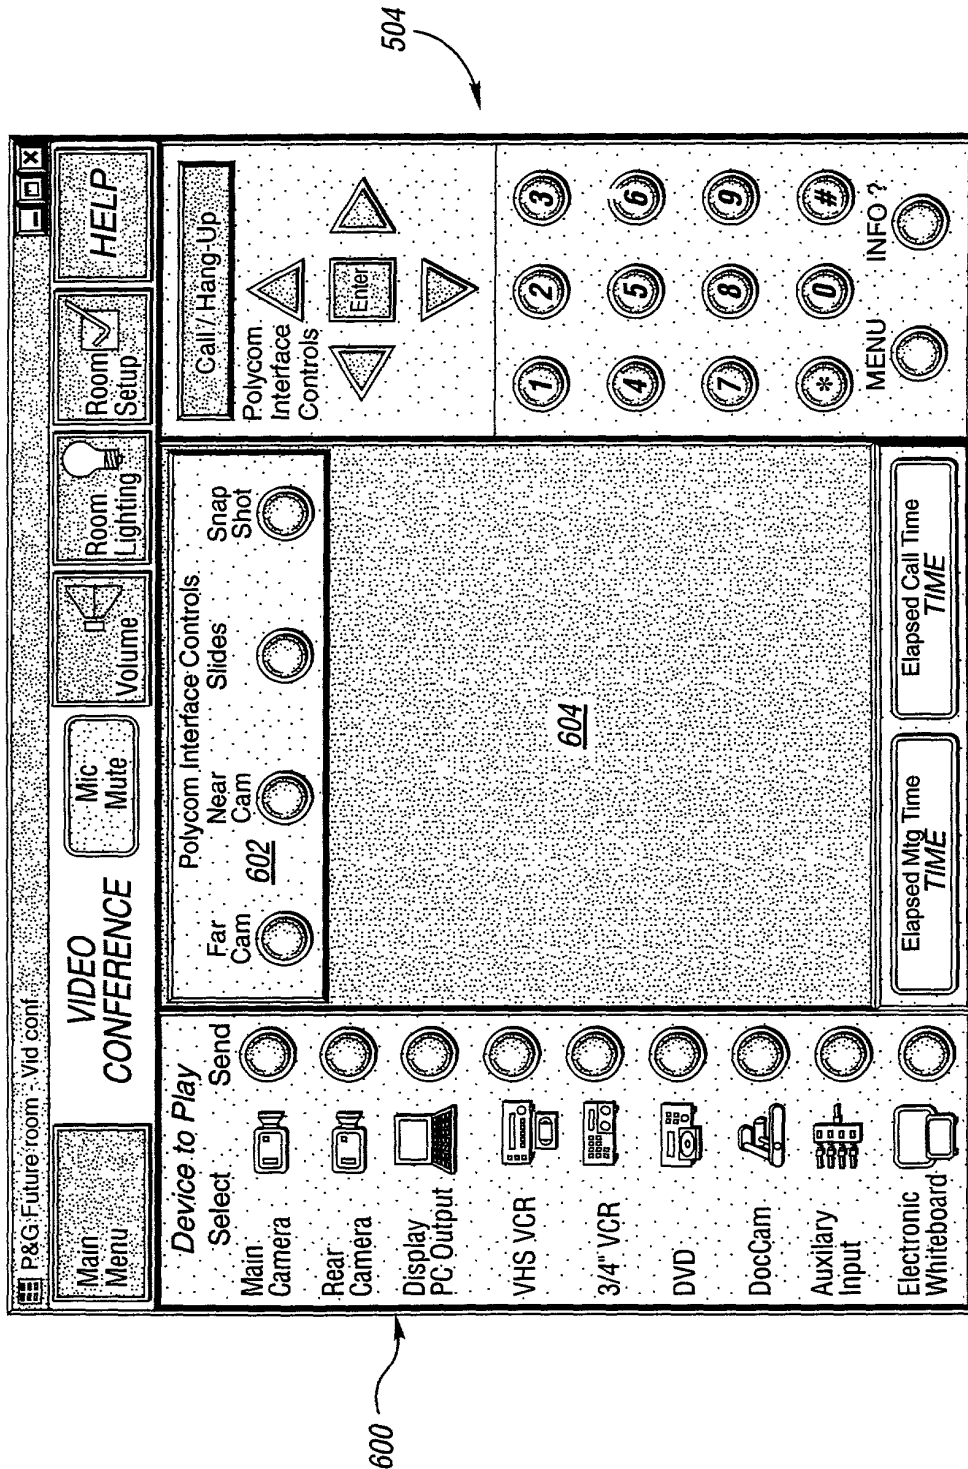 504
P&G Future room - Vid conf
Main
Menu
VIDEO
CONFERENCE
Mic
Mute
Volume
Room
Lighting
Room
Setup
HELP
Device to Play
Select
Send
Main
Camera
Rear
Camera
Display
PC Output
VHS VCR
3/4" VCR
DVD
DocCam
Auxilary
Input
Electronic
Whiteboard
Polycom Interface Controls
Far
Cam
602
Near
Cam
Slides
Snap
Shot
604
Elapsed Mtg Time
TIME
Elapsed Call Time
TIME
Call / Hang-Up
Polycom
Interface
Controls
Enter
1 2 3
4 5 6
7 8 9
* 0 #
MENU INFO ?
600